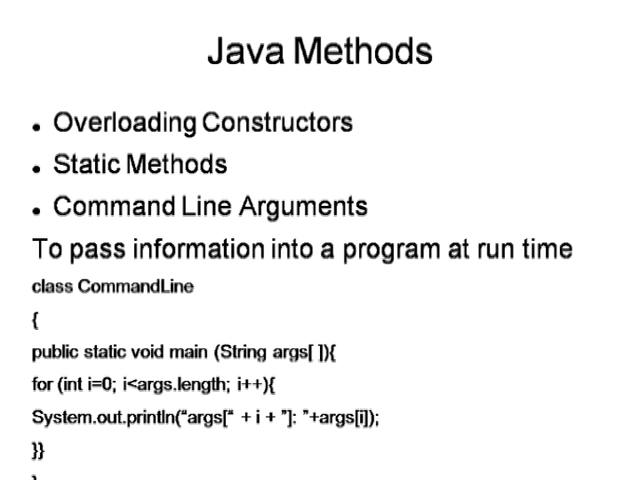 Java Methods
• Overloading Constructors
• Static Methods
• Command Line Arguments
To pass information into a program at run time
class CommandLine
{
public static void main (String args[ ]){
for (int i=0; i<args.length; i++){
System.out.println(“args[“ + i + ”]: ”+args[i]);
}}
}